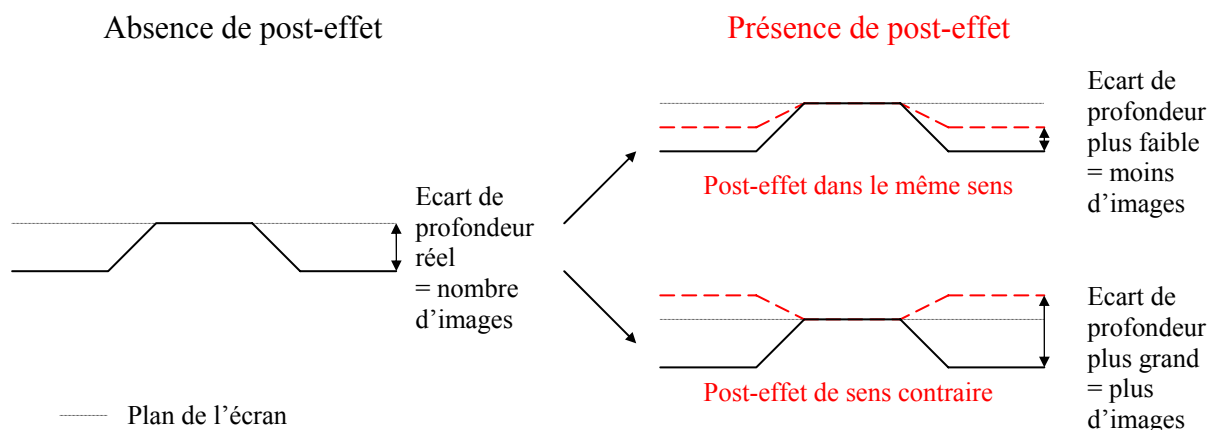 Absence de post-effet
Ecart de
profondeur
réel
= nombre
d’images
Plan de l’écran
Présence de post-effet
Ecart de
profondeur
plus faible
= moins
d’images
Post-effet dans le même sens
Ecart de
profondeur
plus grand
= plus
d’images
Post-effet de sens contraire